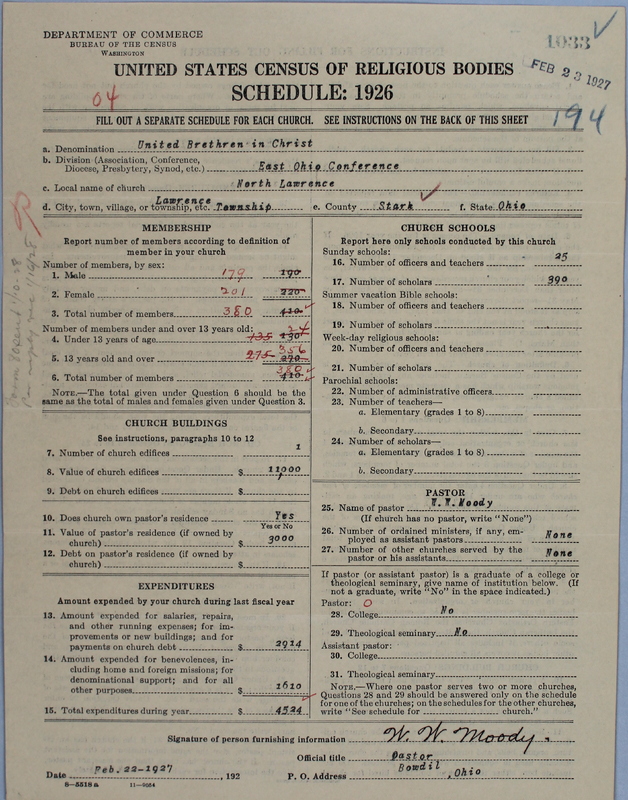 DEPARTMENT OF COMMERCE
BUREAU OF THE CENSUS
WASHINGTON
1033
FEB 23 1927
UNITED STATES CENSUS OF RELIGIOUS BODIES
SCHEDULE: 1926
04
194
FILL OUT A SEPARATE SCHEDULE FOR EACH CHURCH. SEE INSTRUCTIONS ON THE BACK OF THIS SHEET
a. Denomination United Brethren in Christ
b. Division (Association, Conference,
Diocese, Presbytery, Synod, etc.) East Ohio Conference
c. Local name of church North Lawrence
d. City, town, village, or township, etc. Lawrence Township e. County Stark f. State Ohio
MEMBERSHIP
Report number of members according to definition of
member in your church
Number of members, by sex:
1. Male 179 190
2. Female 201 220
3. Total number of members 380 410
Number of members under and over 13 years old:
4. Under 13 years of age 135 130 24
5. 13 years old and over 275 270 356
6. Total number of members 410 380
NOTE.—The total given under Question 6 should be the
same as the total of males and females given under Question 3.
CHURCH BUILDINGS
See instructions, paragraphs 10 to 12
7. Number of church edifices 1
8. Value of church edifices $ 11,000
9. Debt on church edifices $
10. Does church own pastor's residence Yes
Yes or No
11. Value of pastor's residence (if owned by
church) $ 3000
12. Debt on pastor's residence (if owned by
church) $
EXPENDITURES
Amount expended by your church during last fiscal year
13. Amount expended for salaries, repairs,
and other running expenses; for im-
provements or new buildings; and for
payments on church debt $ 2914
14. Amount expended for benevolences, in-
cluding home and foreign missions; for
denominational support; and for all
other purposes $ 1610
15. Total expenditures during year $ 4524
CHURCH SCHOOLS
Report here only schools conducted by this church
Sunday schools:
16. Number of officers and teachers 25
17. Number of scholars 390
Summer vacation Bible schools:
18. Number of officers and teachers
19. Number of scholars
Week-day religious schools:
20. Number of officers and teachers
21. Number of scholars
Parochial schools:
22. Number of administrative officers
23. Number of teachers—
a. Elementary (grades 1 to 8)
b. Secondary
24. Number of scholars—
a. Elementary (grades 1 to 8)
b. Secondary
PASTOR
25. Name of pastor W.W. Moody
(If church has no pastor, write "None")
26. Number of ordained ministers, if any, em-
ployed as assistant pastors None
27. Number of other churches served by the
pastor or his assistants None
If pastor (or assistant pastor) is a graduate of a college or
theological seminary, give name of institution below. (If
not a graduate, write "No" in the space indicated.)
Pastor: O
28. College No
29. Theological seminary No
Assistant pastor:
30. College
31. Theological seminary
NOTE.—Where one pastor serves two or more churches,
Questions 28 and 29 should be answered only on the schedule
for one of the churches; on the schedules for the other churches,
write "See schedule for church."
Signature of person furnishing information W. W. Moody.
Official title Pastor
Date Feb. 22-1927, 192 P. O. Address Bowdil, Ohio
8-5518a 11-9054